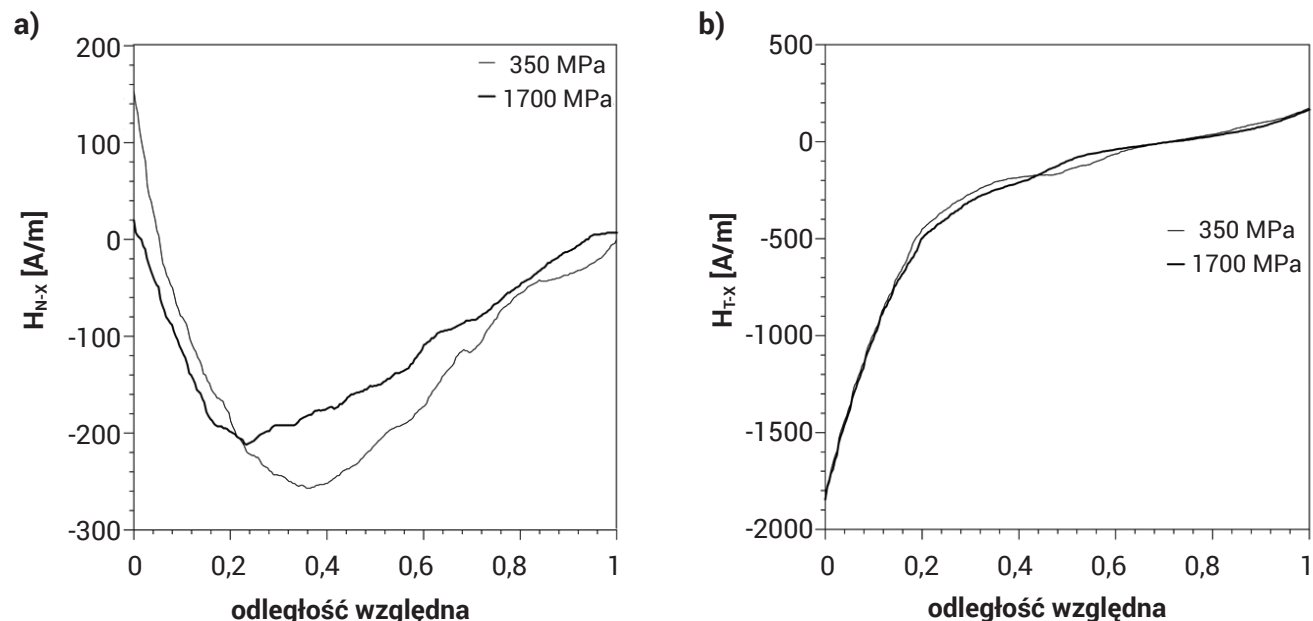 a)
200
100
0
-100
-200
-300
H_N-X [A/m]
350 MPa
1700 MPa
0 0,2 0,4 0,6 0,8 1
odległość względna
b)
500
0
-500
-1000
-1500
-2000
H_T-X [A/m]
350 MPa
1700 MPa
0 0,2 0,4 0,6 0,8 1
odległość względna